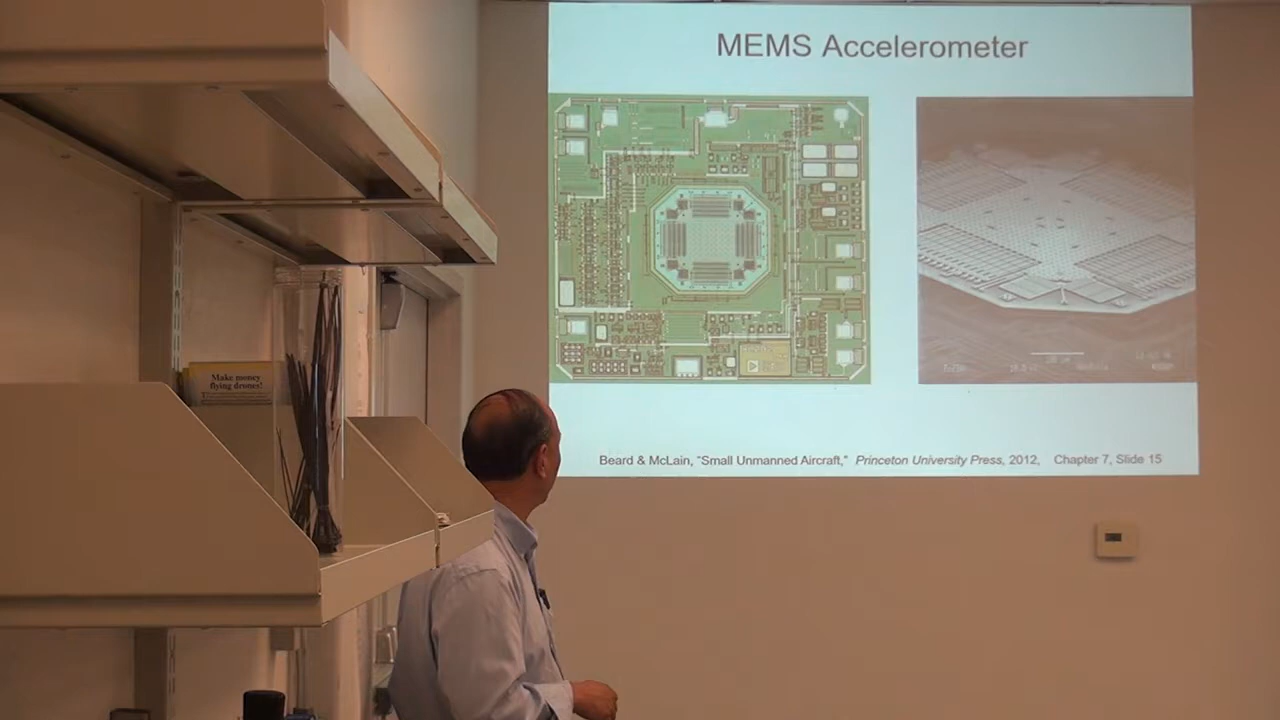 MEMS Accelerometer
Make money
flying drones!
Beard & McLain, "Small Unmanned Aircraft," Princeton University Press, 2012, Chapter 7, Slide 15